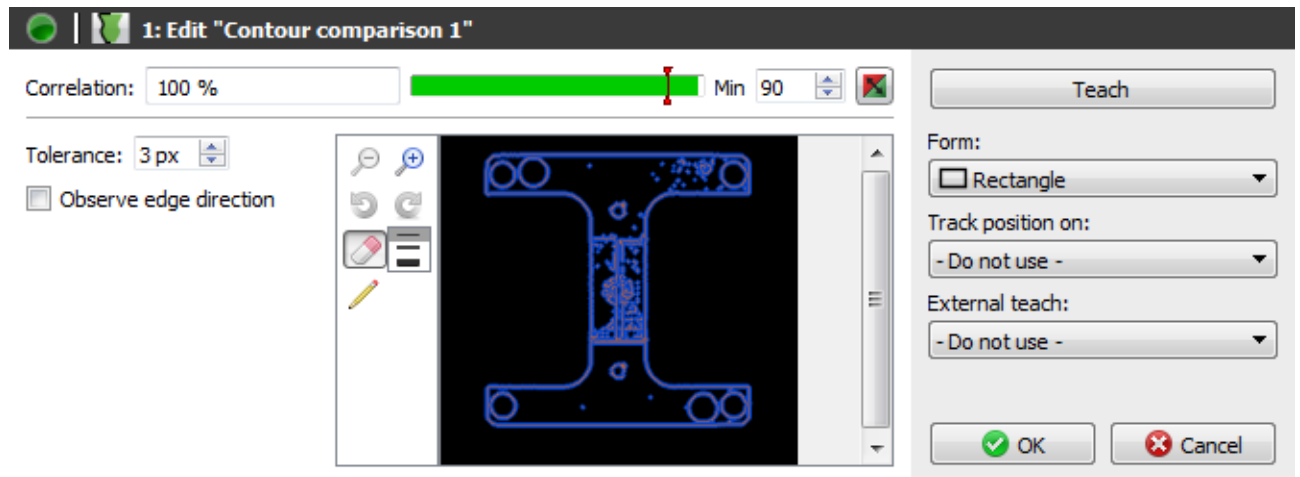 1: Edit "Contour comparison 1"
Correlation: 100 % Min 90
Teach
Tolerance: 3 px
Observe edge direction
Form:
Rectangle
Track position on:
- Do not use -
External teach:
- Do not use -
OK Cancel